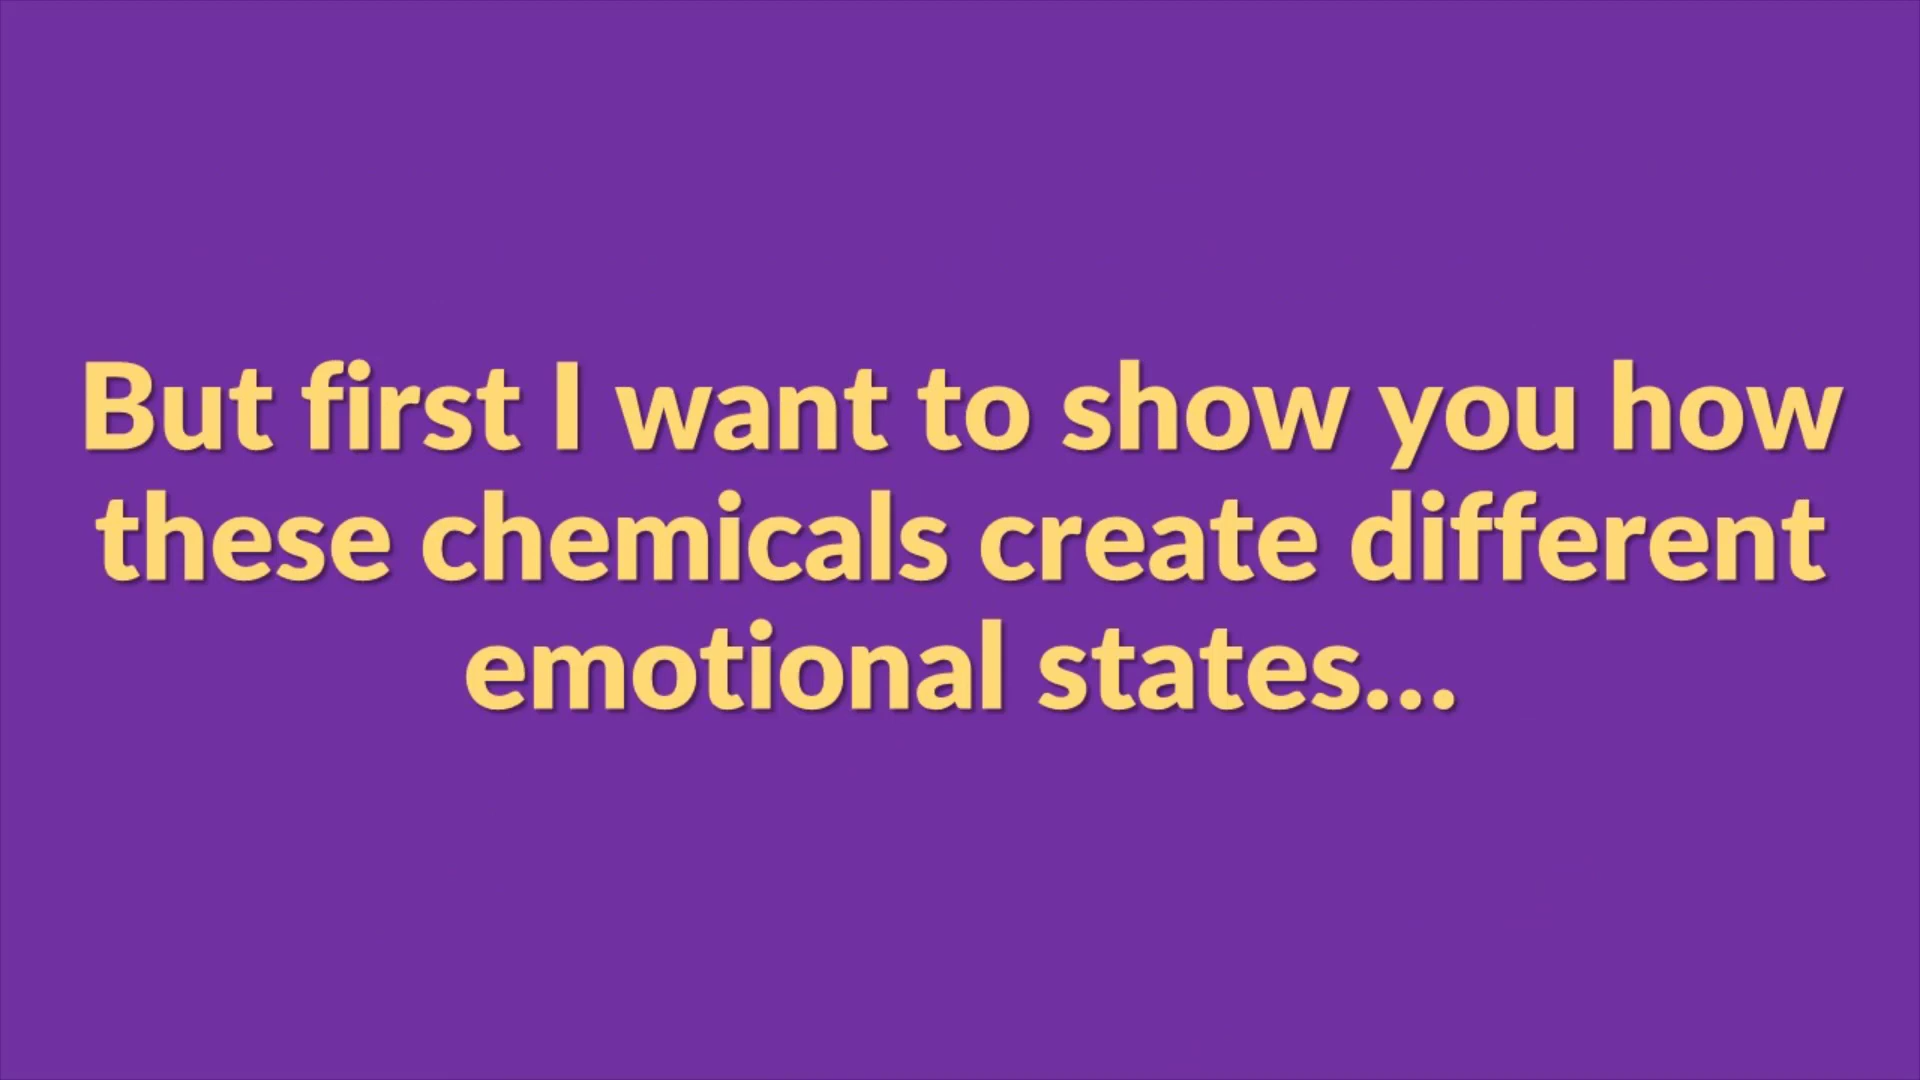 But first I want to show you how
these chemicals create different
emotional states...